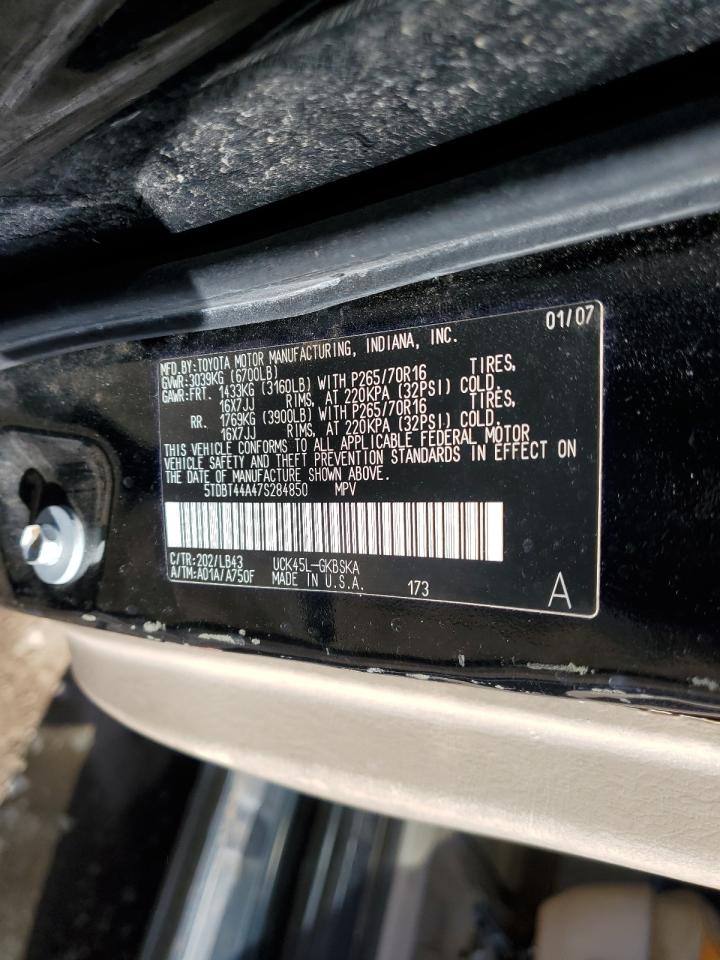 01/07
MFD.BY:TOYOTA MOTOR MANUFACTURING, INDIANA, INC.
GVWR:3039KG (6700LB)
GAWR:FRT. 1433KG (3160LB) WITH P265/70R16 TIRES,
16X7JJ RIMS, AT 220KPA (32PSI) COLD.
RR. 1769KG (3900LB) WITH P265/70R16 TIRES,
16X7JJ RIMS, AT 220KPA (32PSI) COLD.
THIS VEHICLE CONFORMS TO ALL APPLICABLE FEDERAL MOTOR
VEHICLE SAFETY AND THEFT PREVENTION STANDARDS IN EFFECT ON
THE DATE OF MANUFACTURE SHOWN ABOVE.
5TDBT44A47S284850 MPV
C/TR:202/LB43 UCK45L-GKBSKA
A/TM:A01A/A750F MADE IN U.S.A. 173 A